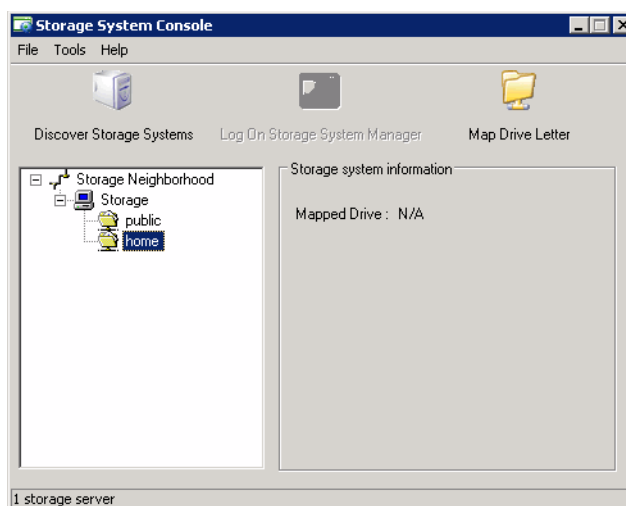 Storage System Console
File Tools Help
Discover Storage Systems Log On Storage System Manager Map Drive Letter
Storage Neighborhood
Storage
public
home
Storage system information
Mapped Drive : N/A
1 storage server